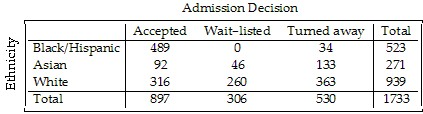 Admission Decision
Accepted Wait–listed Turned away Total
Ethnicity
Black/Hispanic 489 0 34 523
Asian 92 46 133 271
White 316 260 363 939
Total 897 306 530 1733